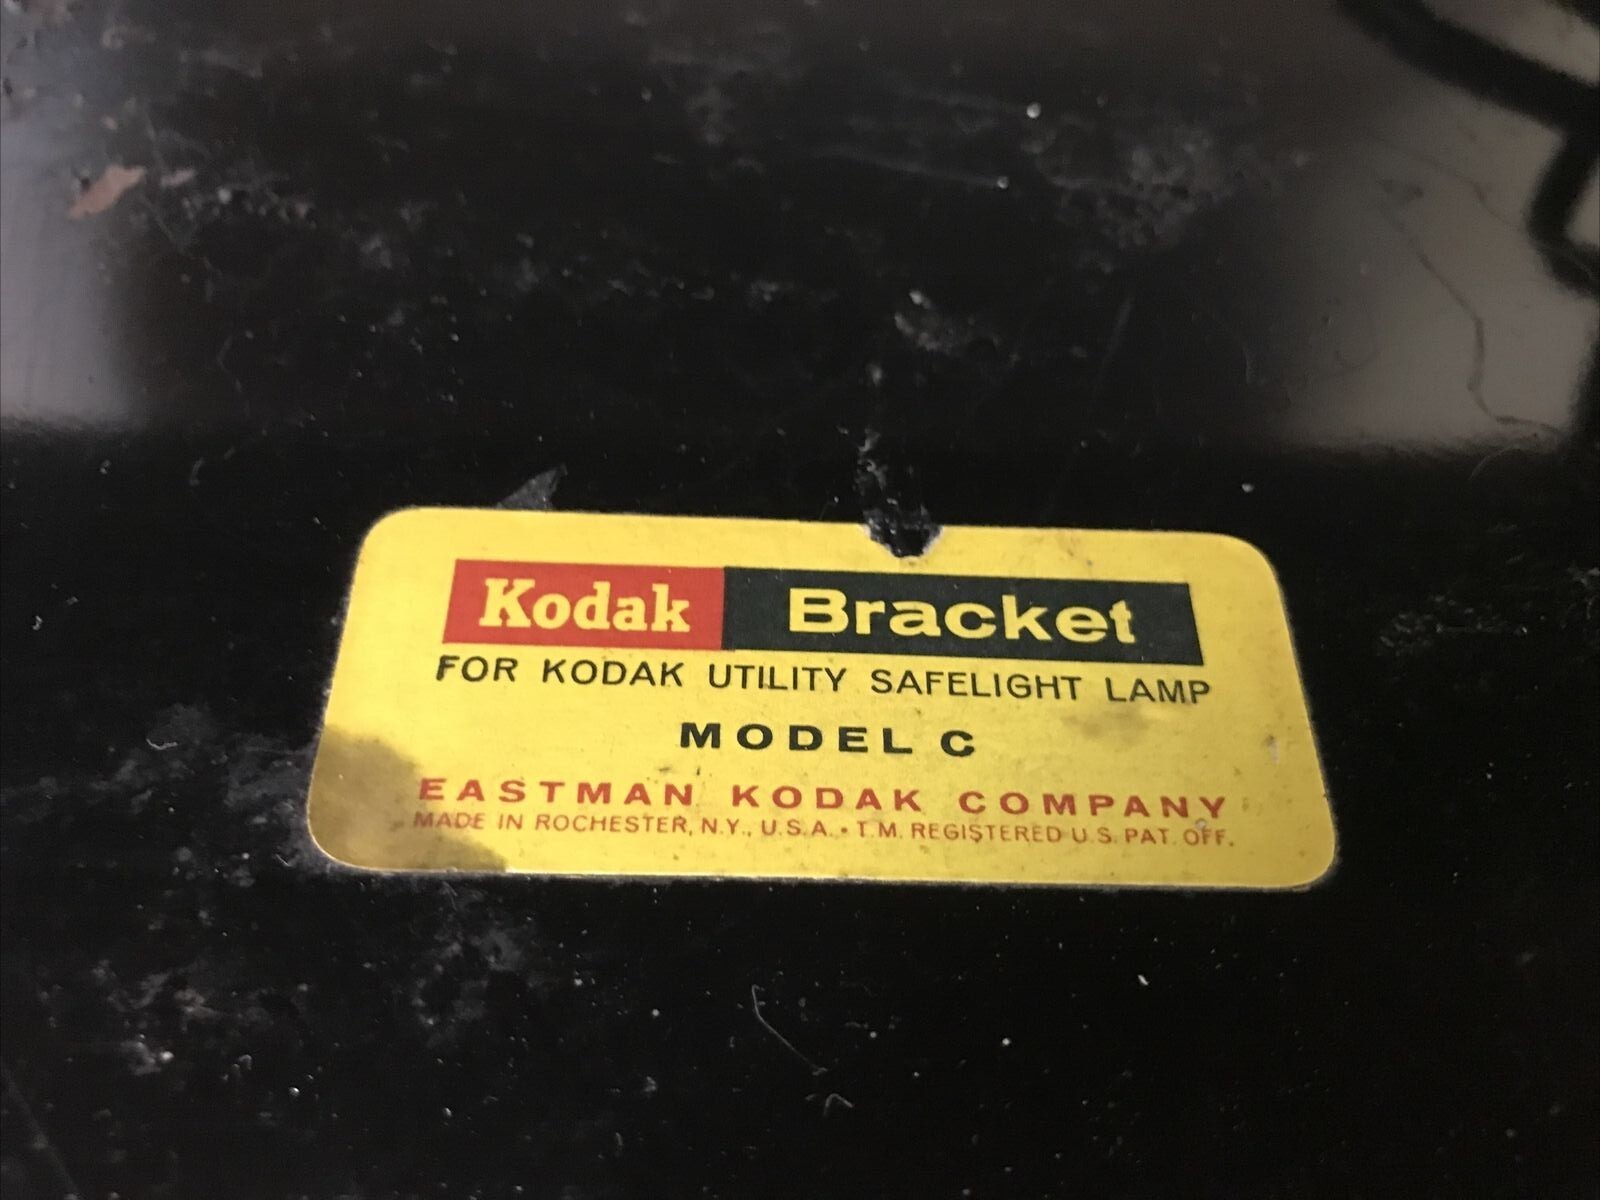 Kodak Bracket
FOR KODAK UTILITY SAFELIGHT LAMP
MODEL C
EASTMAN KODAK COMPANY
MADE IN ROCHESTER, N.Y., U.S.A. • T.M. REGISTERED U.S. PAT. OFF.